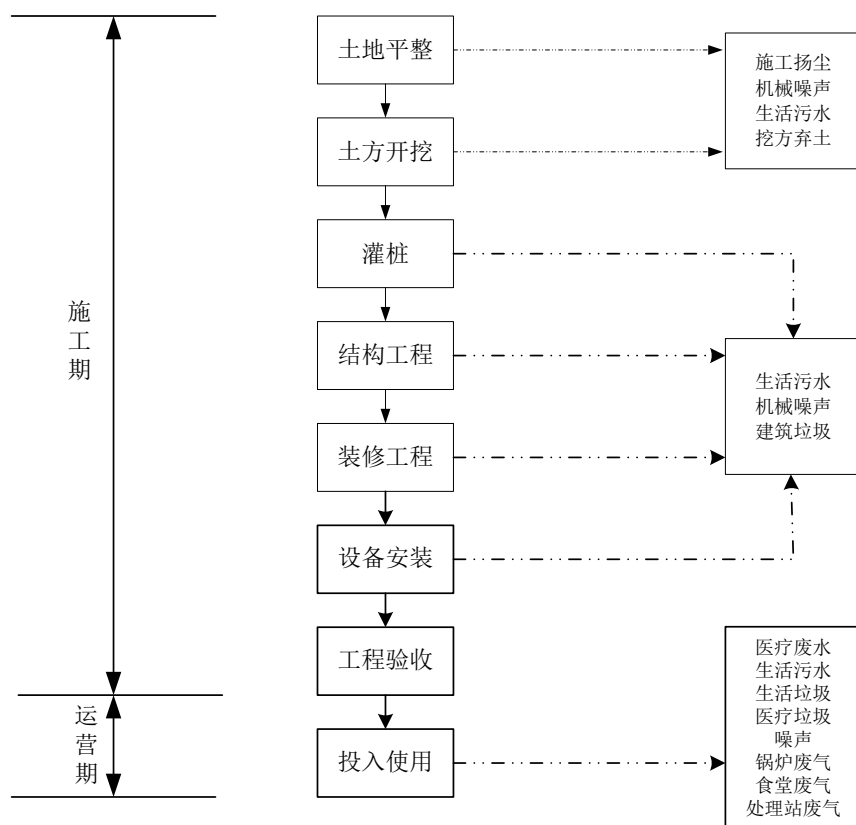 土地平整
土方开挖
灌桩
结构工程
装修工程
设备安装
工程验收
投入使用
施工期
运营期
施工扬尘
机械噪声
生活污水
挖方弃土
生活污水
机械噪声
建筑垃圾
医疗废水
生活污水
生活垃圾
医疗垃圾
噪声
锅炉废气
食堂废气
处理站废气